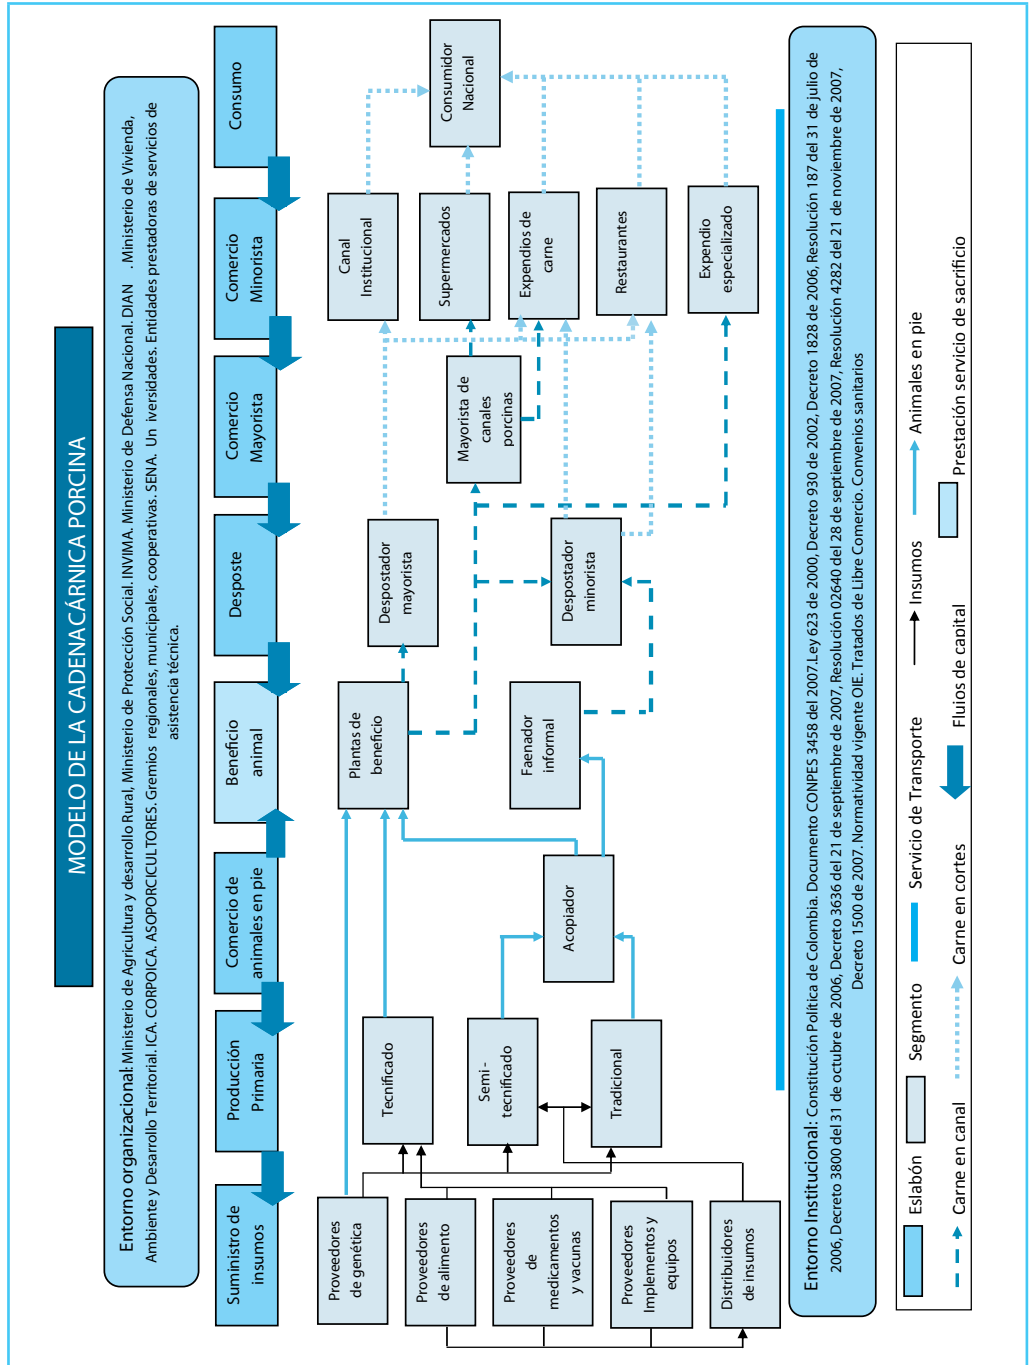 MODELO DE LA CADENACÁRNICA PORCINA
Entorno organizacional: Ministerio de Agricultura y desarrollo Rural, Ministerio de Protección Social. INVIMA. Ministerio de Defensa Nacional. DIAN . Ministerio de Vivienda,
Ambiente y Desarrollo Territorial. ICA. CORPOICA. ASOPORCICULTORES. Gremios regionales, municipales, cooperativas. SENA. Un iversidades. Entidades prestadoras de servicios de
asistencia técnica.
Suministro de
insumos
Producción
Primaria
Comercio de
animales en pie
Beneficio
animal
Desposte
Comercio
Mayorista
Comercio
Minorista
Consumo
Proveedores
de genética
Proveedores
de alimento
Proveedores
de
medicamentos
y vacunas
Proveedores
Implementos y
equipos
Distribuidores
de insumos
Tecnificado
Semi -
tecnificado
Tradicional
Acopiador
Plantas de
beneficio
Faenador
informal
Despostador
mayorista
Despostador
minorista
Mayorista de
canales
porcinas
Canal
Institucional
Supermercados
Expendios de
carne
Restaurantes
Expendio
especializado
Consumidor
Nacional
Entorno Institucional: Constitución Política de Colombia. Documento CONPES 3458 del 2007.Ley 623 de 2000, Decreto 930 de 2002, Decreto 1828 de 2006, Resolución 187 del 31 de julio de
2006, Decreto 3800 del 31 de octubre de 2006, Decreto 3636 del 21 de septiembre de 2007, Resolución 02640 del 28 de septiembre de 2007, Resolución 4282 del 21 de noviembre de 2007,
Decreto 1500 de 2007. Normatividad vigente OIE. Tratados de Libre Comercio. Convenios sanitarios
Eslabón
Segmento
Servicio de Transporte
Insumos
Animales en pie
Carne en canal
Carne en cortes
Fluios de capital
Prestación servicio de sacrificio